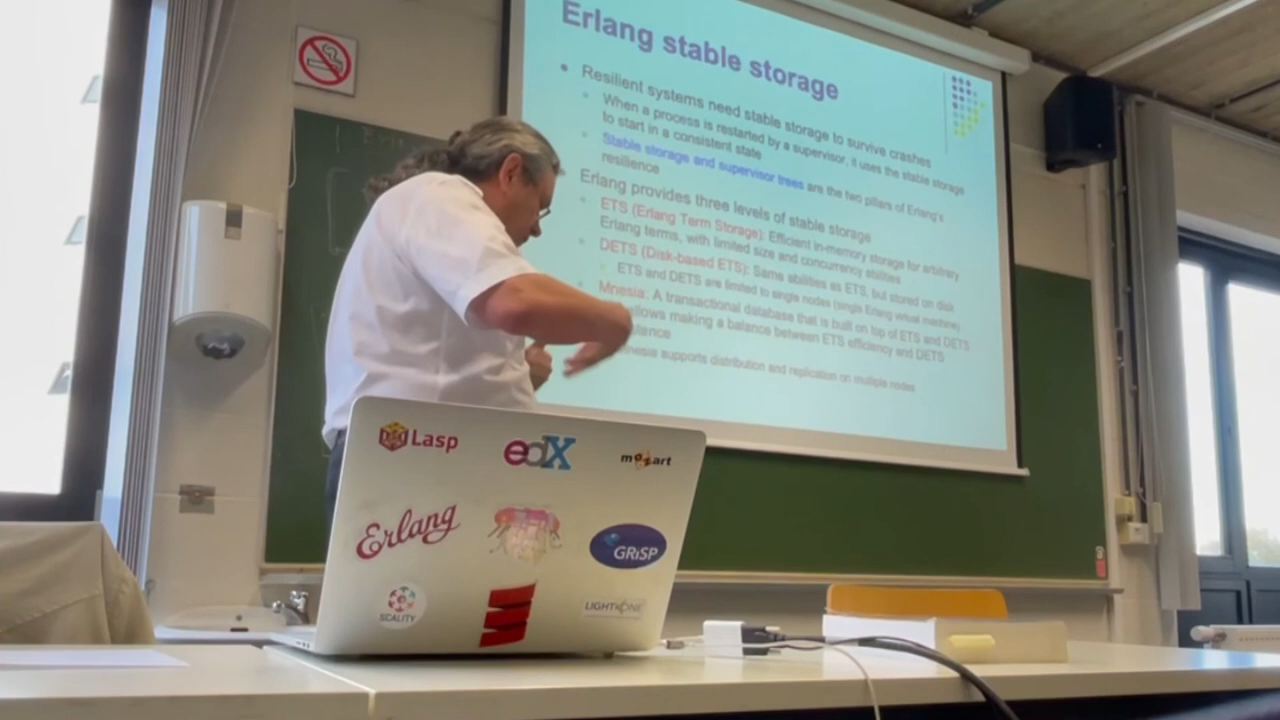 Erlang stable storage
Resilient systems need stable storage to survive crashes
When a process is restarted by a supervisor, it uses the stable storage
to start in a consistent state
Stable storage and supervisor trees are the two pillars of Erlang's
resilience
Erlang provides three levels of stable storage
ETS (Erlang Term Storage): Efficient in-memory storage for arbitrary
Erlang terms, with limited size and concurrency abilities
DETS (Disk-based ETS): Same abilities as ETS, but stored on disk
ETS and DETS are limited to single nodes (single Erlang virtual machine)
Mnesia: A transactional database that is built on top of ETS and DETS
allows making a balance between ETS efficiency and DETS
Mnesia supports distribution and replication on multiple nodes
Lasp
edX
mozart
Erlang
GRiSP
SCALITY
LIGHTKONE